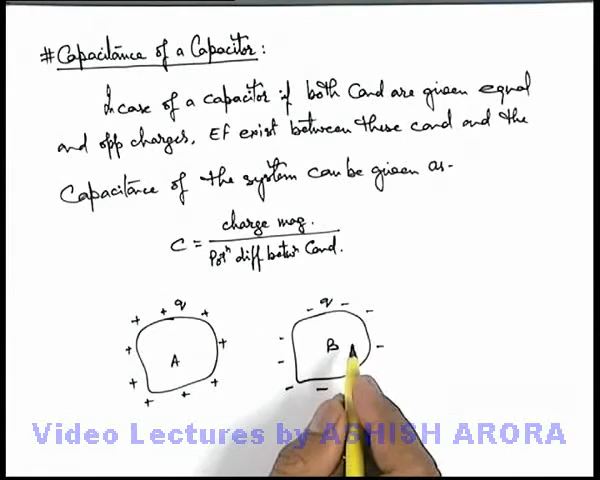 # Capacitance of a Capacitor :
In case of a capacitor if both Cond are given equal
and opp charges. EF exist between these cond and the
Capacitance of the system can be given as-
C = charge mag. / Potⁿ diff betwⁿ Cond.
+ + q + + + + + + + A
- q - - - - - - - B
Video Lectures by ASHISH ARORA